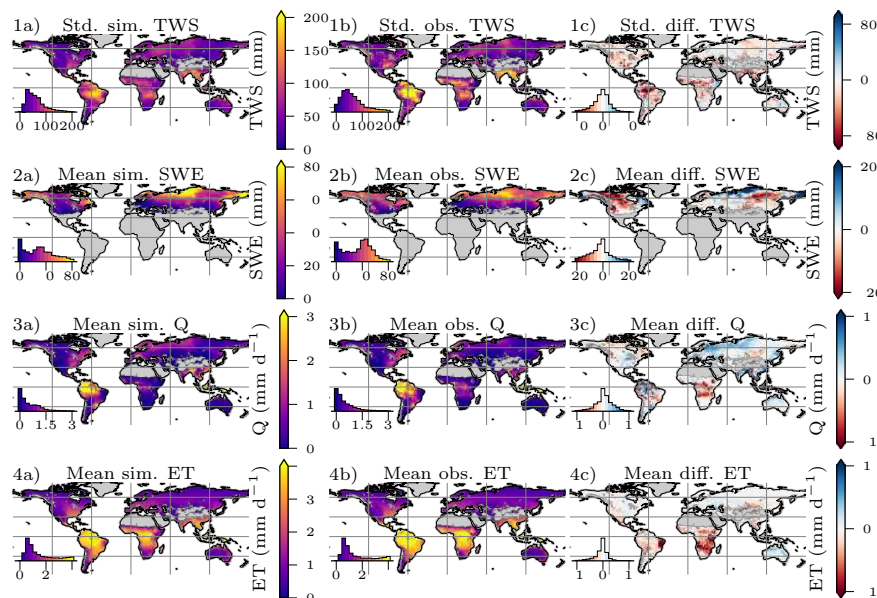 1a) Std. sim. TWS
200
150
100
50
0
TWS (mm)
0 100200
1b) Std. obs. TWS
0 100200
1c) Std. diff. TWS
80
0
80
TWS (mm)
0 0 0
2a) Mean sim. SWE
80
0
0
20
0
SWE (mm)
0 0 80
2b) Mean obs. SWE
0 0 80
2c) Mean diff. SWE
20
0
20
SWE (mm)
20 0 20
3a) Mean sim. Q
3
2
1
0
Q (mm d−1)
0 1.5 3
3b) Mean obs. Q
0 1.5 3
3c) Mean diff. Q
1
0
1
Q (mm d−1)
1 0 1
4a) Mean sim. ET
3
2
1
0
ET (mm d−1)
2
4b) Mean obs. ET
2
4c) Mean diff. ET
1
0
1
ET (mm d−1)
1 0 1